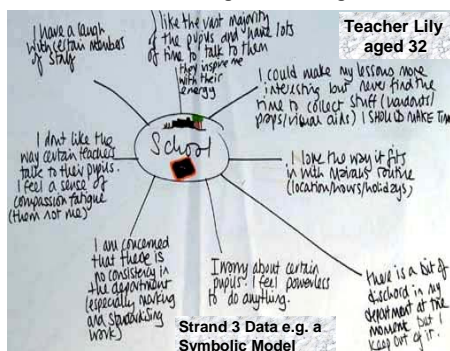 Teacher Lily
aged 32
I have a laugh
with certain members
of staff
I like the vast majority
of the pupils and have lots
of time to talk to them
they inspire me
with their
energy
I could make my lessons more
interesting but never find the
time to collect stuff (handouts/
props/visual aids) I SHOULD MAKE TIME
School
I dont like the
way certain teachers
talk to their pupils.
I feel a sense of
compassion fatigue
(them not me)
I love the way it fits
in with routine
(location/hours/holidays)
I am concerned
that there is
no consistency in
the department
(especially marking
and standardising
work)
I worry about certain
pupils. I feel powerless
to do anything.
there is a bit of
discord in my
department at the
moment but I
keep out of it.
Strand 3 Data e.g. a
Symbolic Model